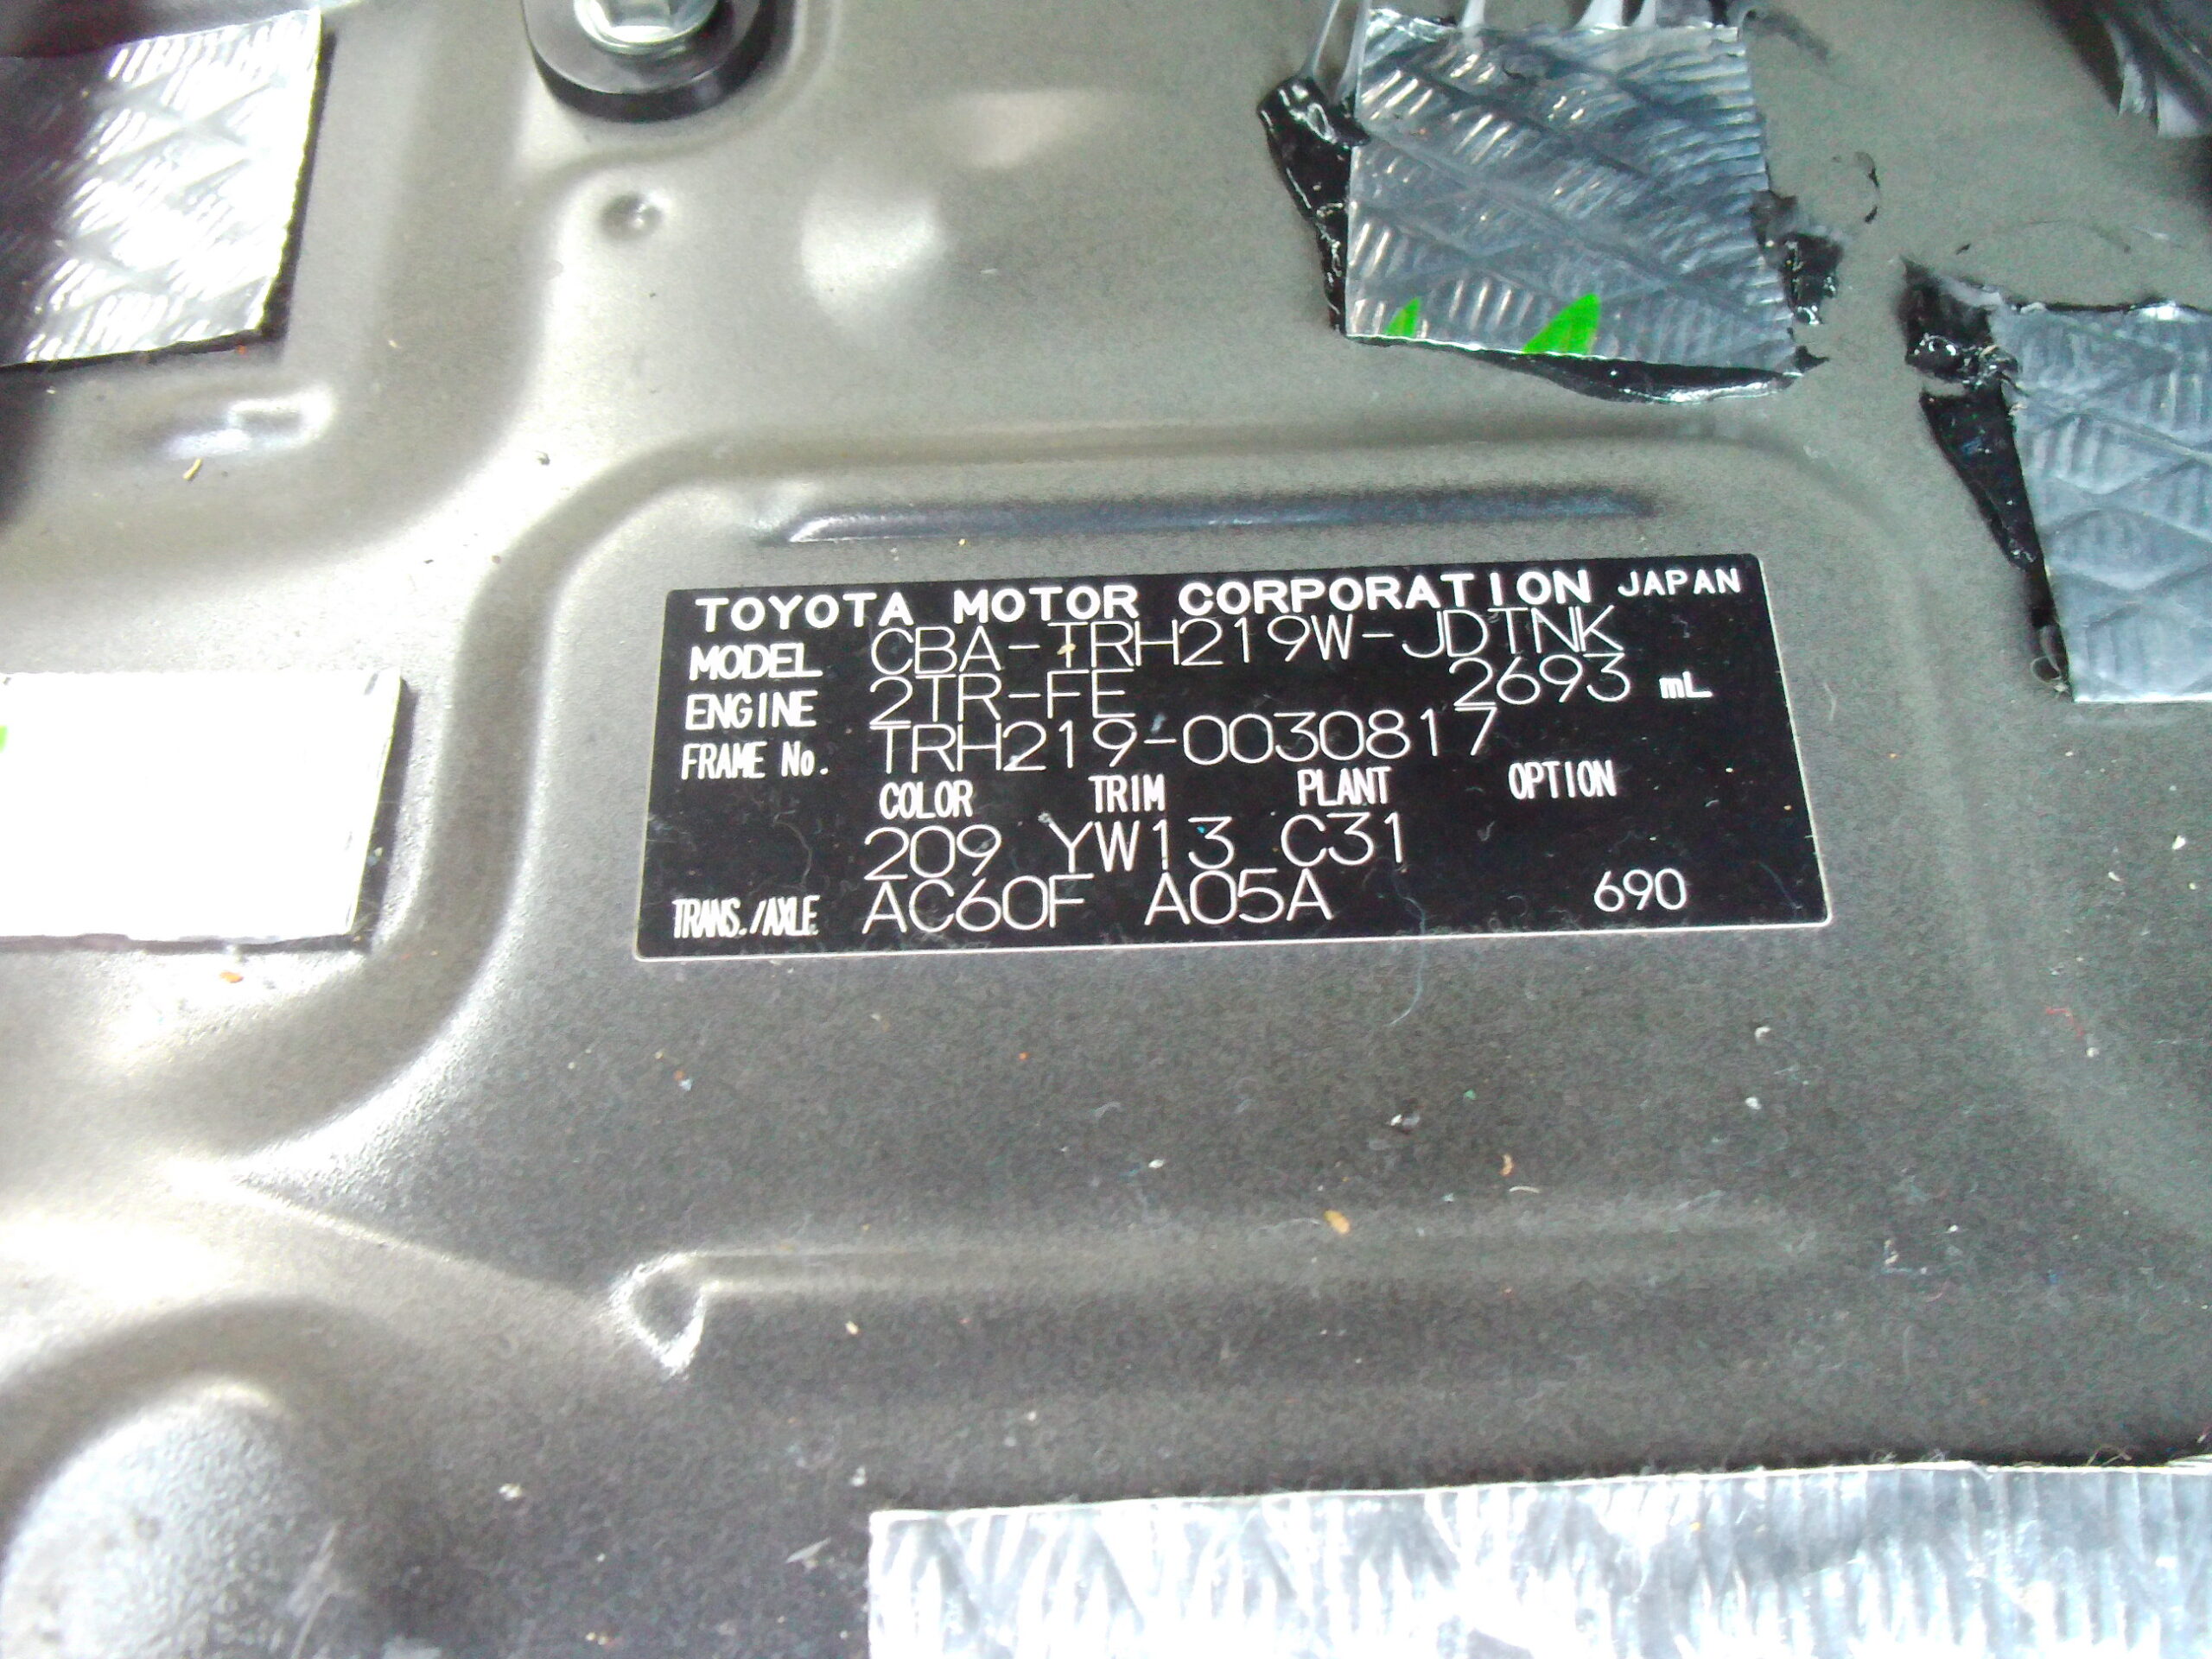 TOYOTA MOTOR CORPORATION JAPAN
MODEL CBA-TRH219W-JDTNK
ENGINE 2TR-FE 2693 mL
FRAME No. TRH219-0030817
COLOR TRIM PLANT OPTION
209 YW13 C31
TRANS./AXLE AC60F A05A 690